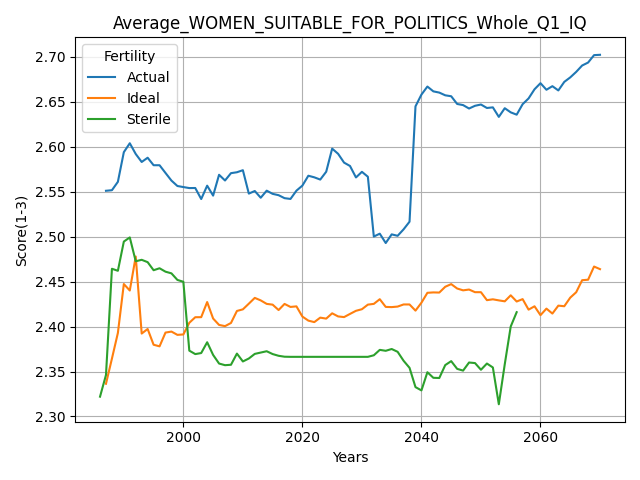 Average_WOMEN_SUITABLE_FOR_POLITICS_Whole_Q1_IQ
Fertility
Actual
Ideal
Sterile
Score(1-3)
2.70
2.65
2.60
2.55
2.50
2.45
2.40
2.35
2.30
2000
2020
2040
2060
Years